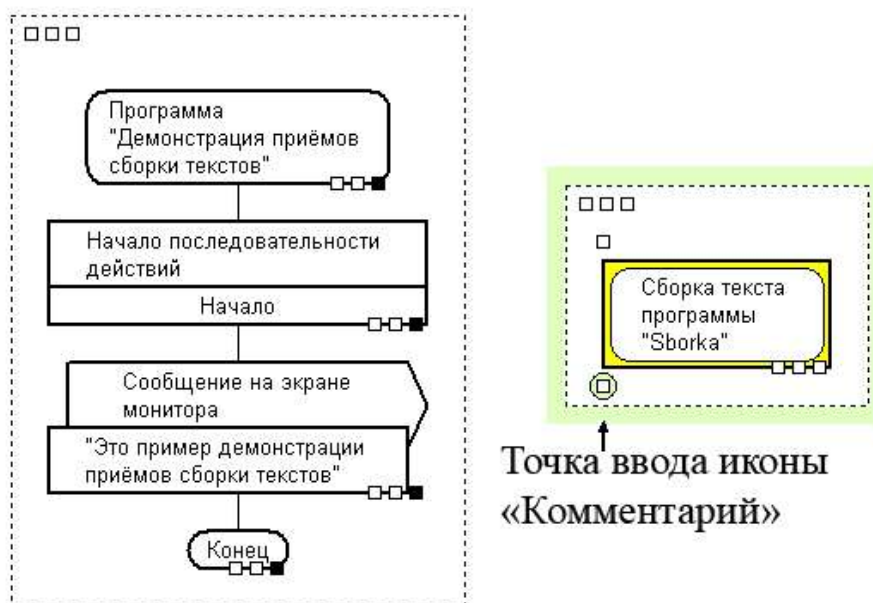 Программа
"Демонстрация приёмов
сборки текстов"
Начало последовательности
действий
Начало
Сообщение на экране
монитора
"Это пример демонстрации
приёмов сборки текстов"
Конец
Сборка текста
программы
"Sborka"
Точка ввода иконы
«Комментарий»